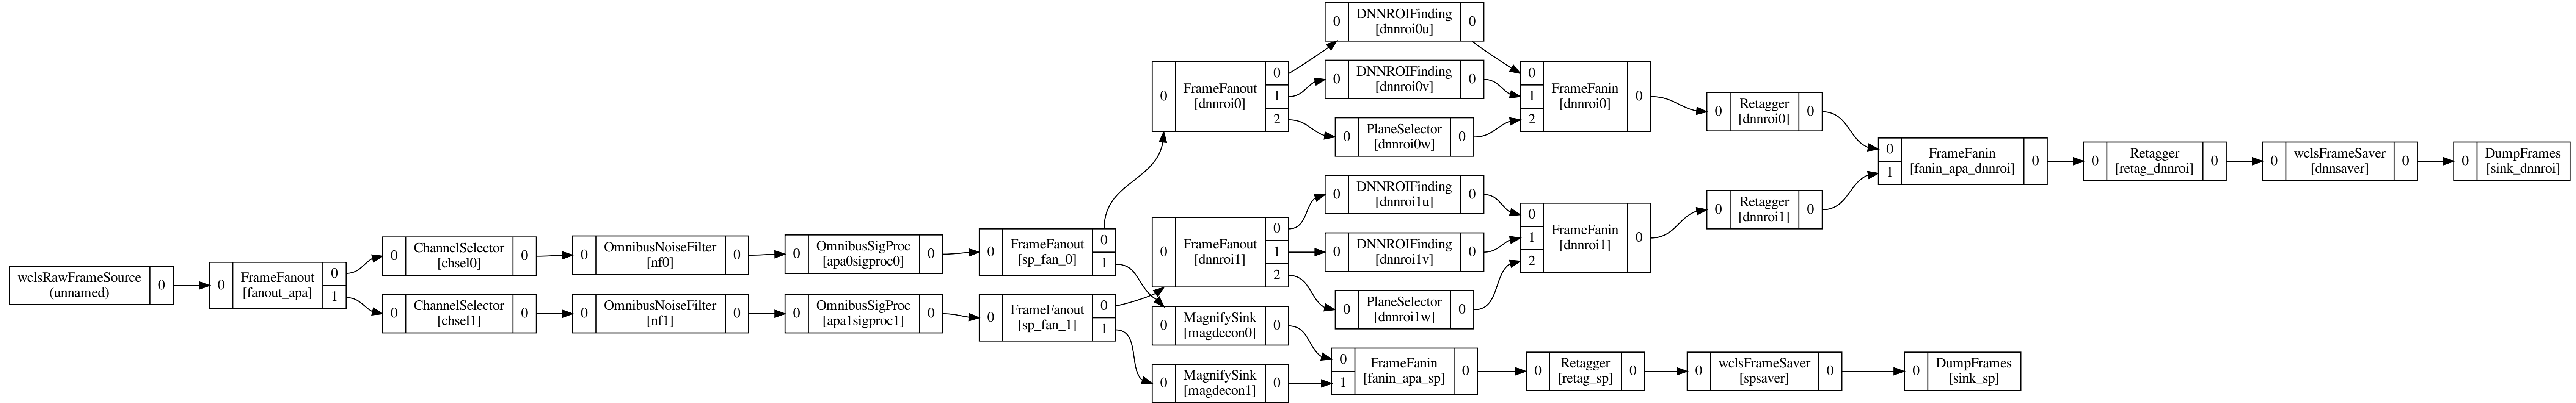 wclsRawFrameSource
(unnamed)
0
0
FrameFanout
[fanout_apa]
0
1
0
ChannelSelector
[chsel0]
0
0
ChannelSelector
[chsel1]
0
0
OmnibusNoiseFilter
[nf0]
0
0
OmnibusNoiseFilter
[nf1]
0
0
OmnibusSigProc
[apa0sigproc0]
0
0
OmnibusSigProc
[apa1sigproc1]
0
0
FrameFanout
[sp_fan_0]
0
1
0
FrameFanout
[sp_fan_1]
0
1
0
FrameFanout
[dnnroi0]
0
1
2
0
FrameFanout
[dnnroi1]
0
1
2
0
MagnifySink
[magdecon0]
0
0
MagnifySink
[magdecon1]
0
0
DNNROIFinding
[dnnroi0u]
0
0
DNNROIFinding
[dnnroi0v]
0
0
PlaneSelector
[dnnroi0w]
0
0
DNNROIFinding
[dnnroi1u]
0
0
DNNROIFinding
[dnnroi1v]
0
0
PlaneSelector
[dnnroi1w]
0
0
1
FrameFanin
[fanin_apa_sp]
0
0
1
2
FrameFanin
[dnnroi0]
0
0
1
2
FrameFanin
[dnnroi1]
0
0
Retagger
[retag_sp]
0
0
Retagger
[dnnroi0]
0
0
Retagger
[dnnroi1]
0
0
wclsFrameSaver
[spsaver]
0
0
1
FrameFanin
[fanin_apa_dnnroi]
0
0
DumpFrames
[sink_sp]
0
Retagger
[retag_dnnroi]
0
0
wclsFrameSaver
[dnnsaver]
0
0
DumpFrames
[sink_dnnroi]